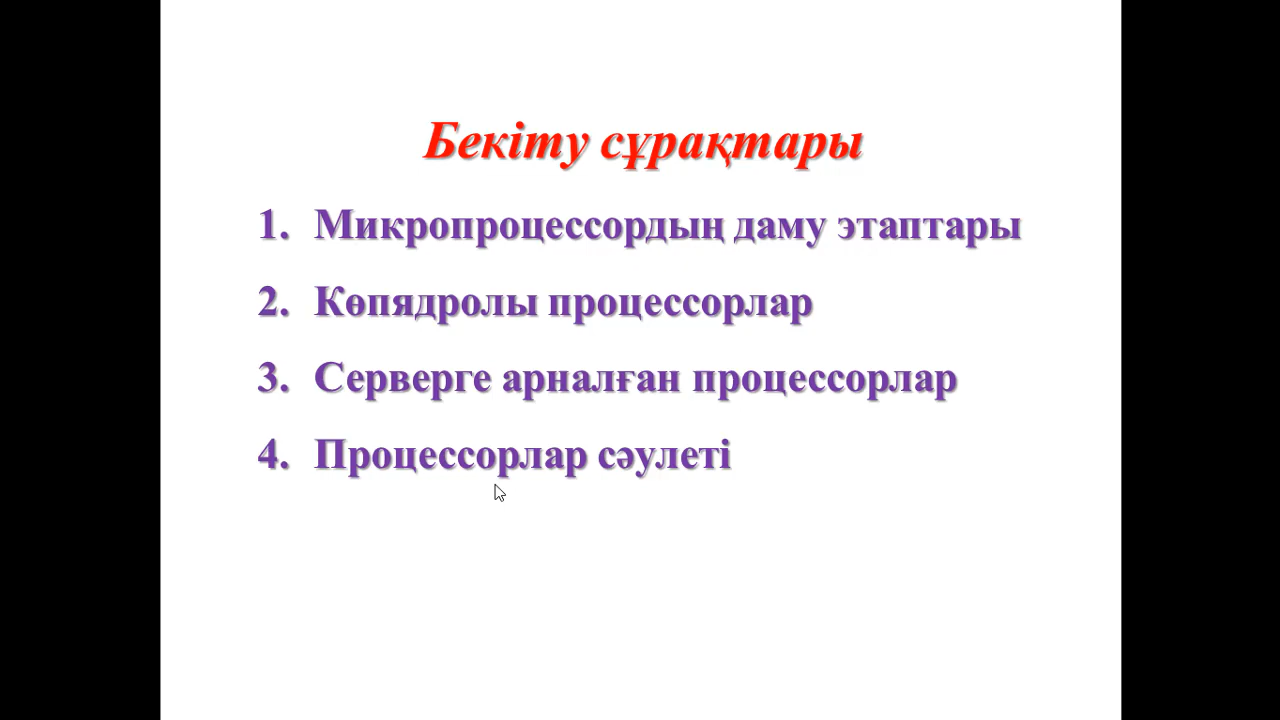 Бекіту сұрақтары
1. Микропроцессордың даму этаптары
2. Көпядролы процессорлар
3. Серверге арналған процессорлар
4. Процессорлар сәулеті